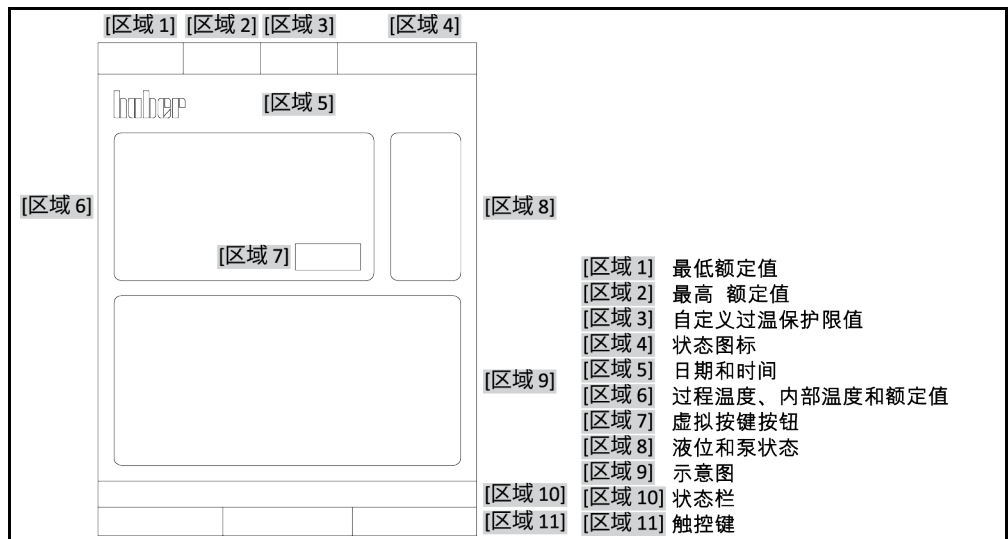 [区域 1] [区域 2] [区域 3] [区域 4]
huber [区域 5]
[区域 6]
[区域 8]
[区域 7]
[区域 1] 最低额定值
[区域 2] 最高 额定值
[区域 3] 自定义过温保护限值
[区域 4] 状态图标
[区域 5] 日期和时间
[区域 9]
[区域 6] 过程温度、内部温度和额定值
[区域 7] 虚拟按键按钮
[区域 8] 液位和泵状态
[区域 9] 示意图
[区域 10] [区域 10] 状态栏
[区域 11] [区域 11] 触控键